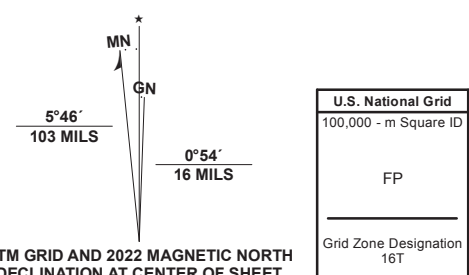 MN
GN
5°46´
103 MILS
0°54´
16 MILS
TM GRID AND 2022 MAGNETIC NORTH
DECLINATION AT CENTER OF SHEET
U.S. National Grid
100,000 - m Square ID
FP
Grid Zone Designation
16T